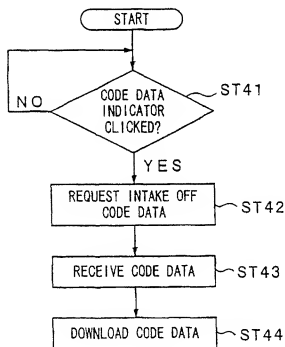 START
CODE DATA
INDICATOR
CLICKED?
ST41
NO
YES
REQUEST INTAKE OFF
CODE DATA
ST42
RECEIVE CODE DATA
ST43
DOWNLOAD CODE DATA
ST44